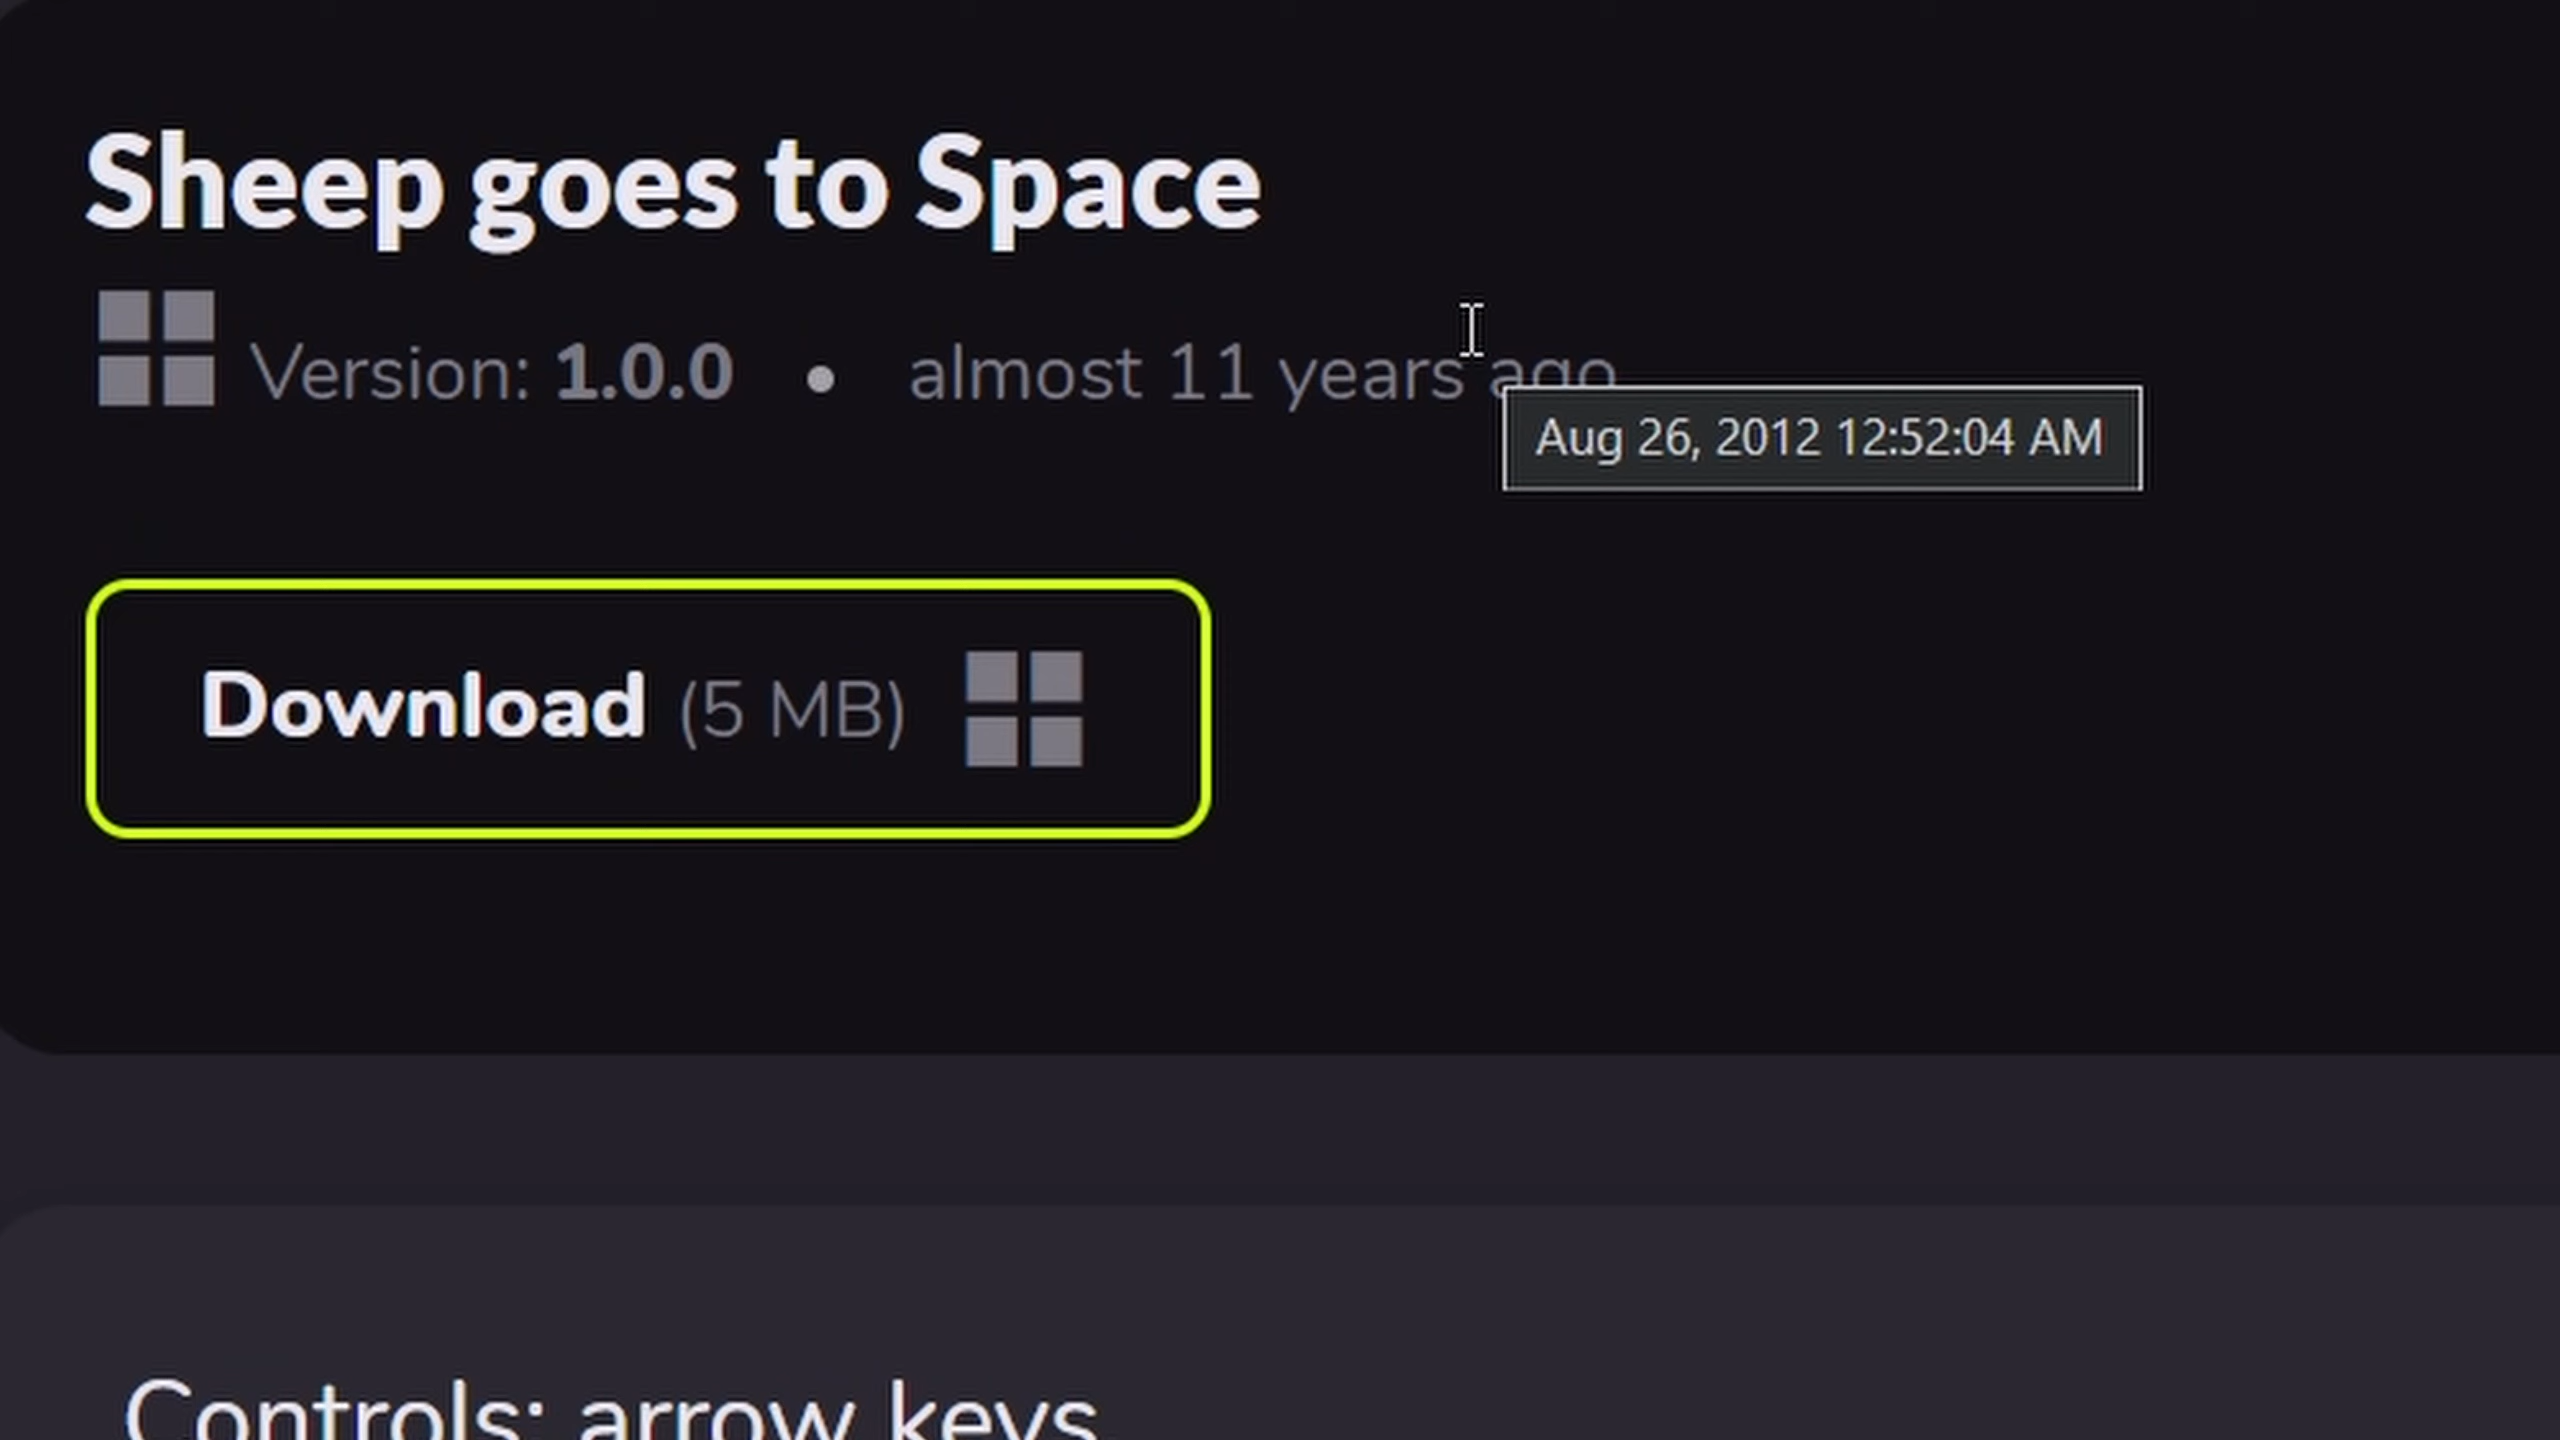 Sheep goes to Space
Version: 1.0.0 • almost 11 years ago
Aug 26, 2012 12:52:04 AM
Download (5 MB)
Controls: arrow keys